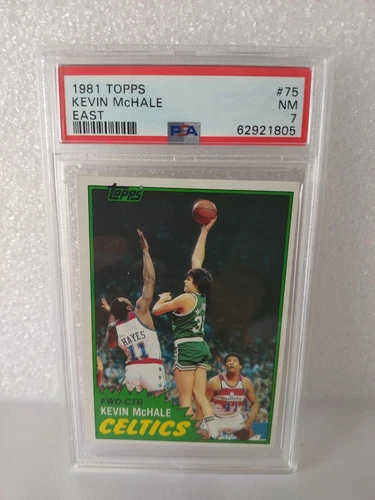 1981 TOPPS #75
KEVIN McHALE NM
EAST 7
PSA 62921805
topps
HAYES
11
FWD-CTR
KEVIN McHALE
CELTICS